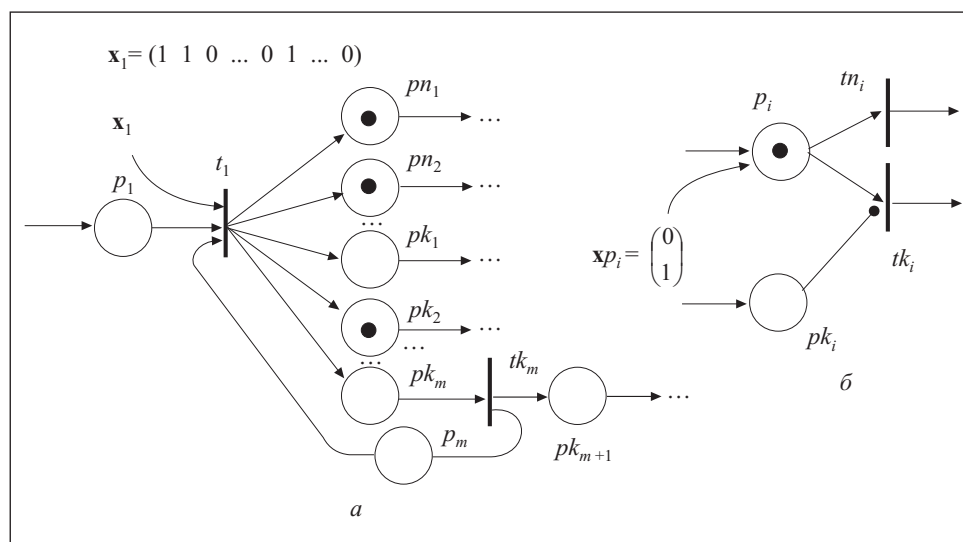 x₁= (1 1 0 ... 0 1 ... 0)
x₁
p₁
t₁
pn₁
...
pn₂
...
...
pk₁
...
pk₂
...
...
...
pkₘ
tkₘ
...
pₘ
pkₘ₊₁
а
tnᵢ
pᵢ
xpᵢ = (0 1)
tkᵢ
pkᵢ
б